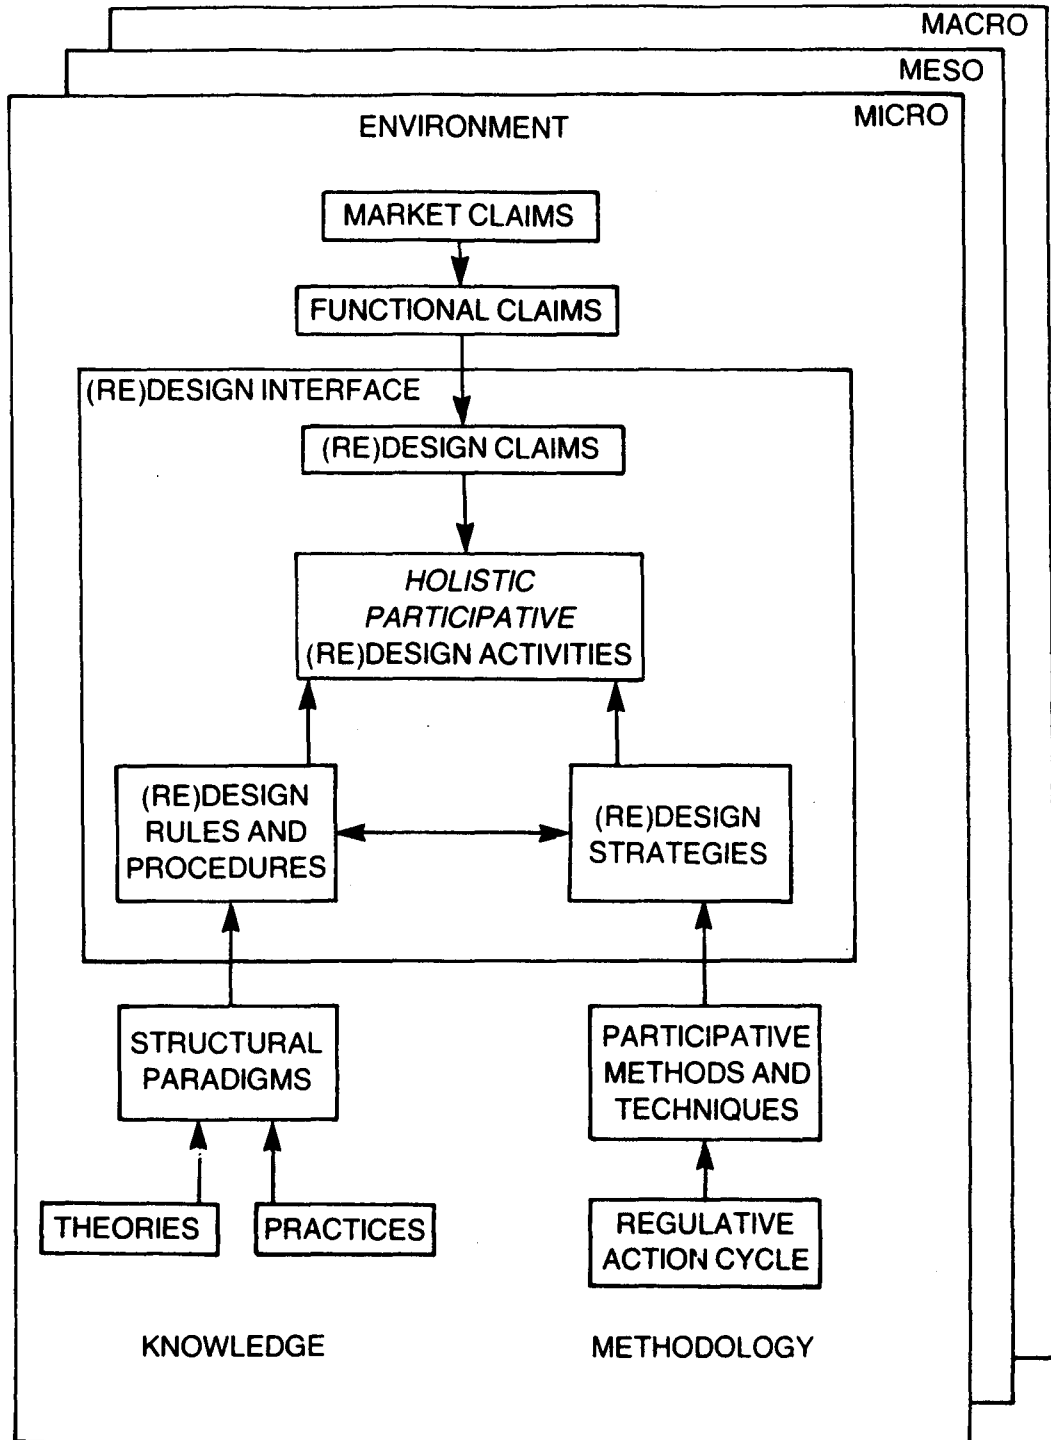 MACRO
MESO
MICRO
ENVIRONMENT
MARKET CLAIMS
FUNCTIONAL CLAIMS
(RE)DESIGN INTERFACE
(RE)DESIGN CLAIMS
HOLISTIC
PARTICIPATIVE
(RE)DESIGN ACTIVITIES
(RE)DESIGN
RULES AND
PROCEDURES
(RE)DESIGN
STRATEGIES
STRUCTURAL
PARADIGMS
PARTICIPATIVE
METHODS AND
TECHNIQUES
THEORIES
PRACTICES
REGULATIVE
ACTION CYCLE
KNOWLEDGE
METHODOLOGY